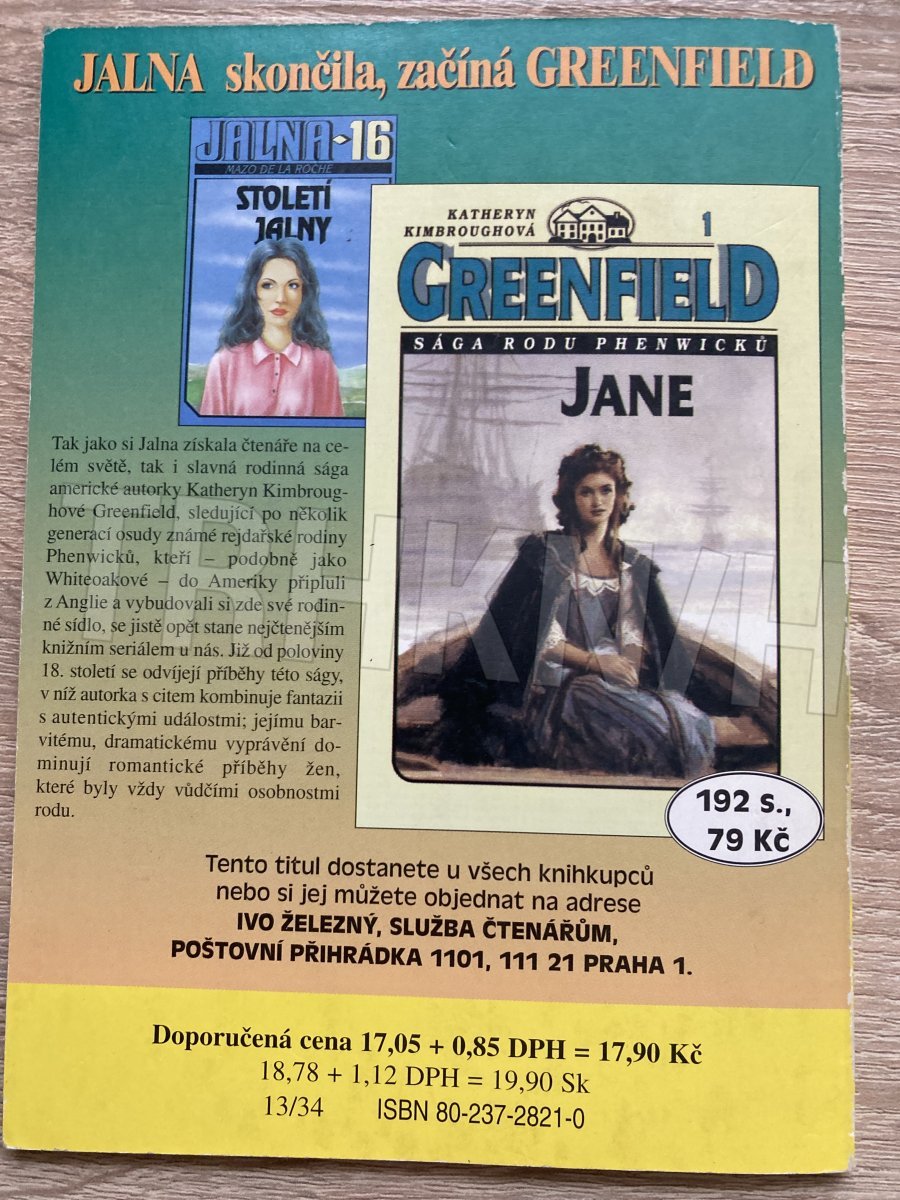 JALNA skončila, začíná GREENFIELD
JALNA-16
MAZO DE LA ROCHE
STOLETÍ
JALNY
KATHERYN
KIMBROUGHOVÁ
1
GREENFIELD
SÁGA RODU PHENWICKŮ
JANE
Tak jako si Jalna získala čtenáře na ce-
lém světě, tak i slavná rodinná sága
americké autorky Katheryn Kimbroug-
hové Greenfield, sledující po několik
generací osudy známé rejdařské rodiny
Phenwicků, kteří – podobně jako
Whiteoakové – do Ameriky připluli
z Anglie a vybudovali si zde své rodin-
né sídlo, se jistě opět stane nejčtenějším
knižním seriálem u nás. Již od poloviny
18. století se odvíjejí příběhy této ságy,
v níž autorka s citem kombinuje fantazii
s autentickými událostmi; jejímu bar-
vitému, dramatickému vyprávění do-
minují romantické příběhy žen,
které byly vždy vůdčími osobnostmi
rodu.
192 s.,
79 Kč
Tento titul dostanete u všech knihkupců
nebo si jej můžete objednat na adrese
IVO ŽELEZNÝ, SLUŽBA ČTENÁŘŮM,
POŠTOVNÍ PŘIHRÁDKA 1101, 111 21 PRAHA 1.
Doporučená cena 17,05 + 0,85 DPH = 17,90 Kč
18,78 + 1,12 DPH = 19,90 Sk
13/34 ISBN 80-237-2821-0